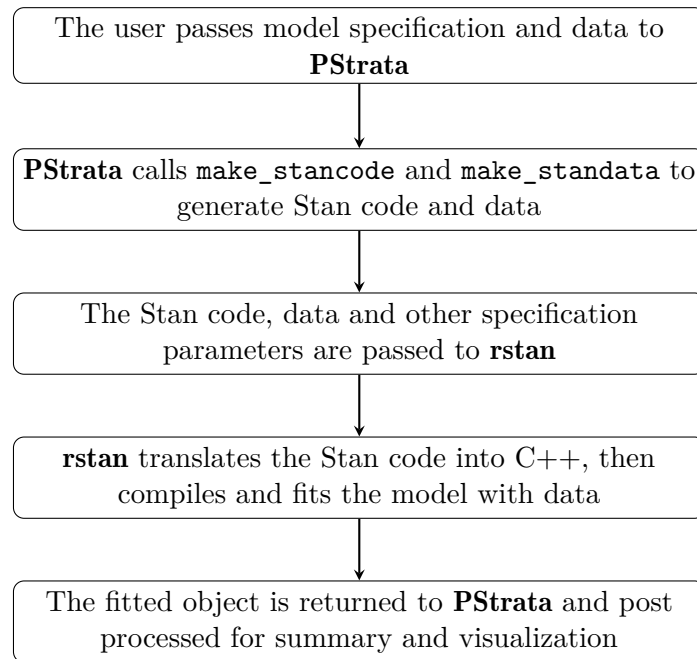 The user passes model specification and data to
PStrata
PStrata calls make_stancode and make_standata to
generate Stan code and data
The Stan code, data and other specification
parameters are passed to rstan
rstan translates the Stan code into C++, then
compiles and fits the model with data
The fitted object is returned to PStrata and post
processed for summary and visualization